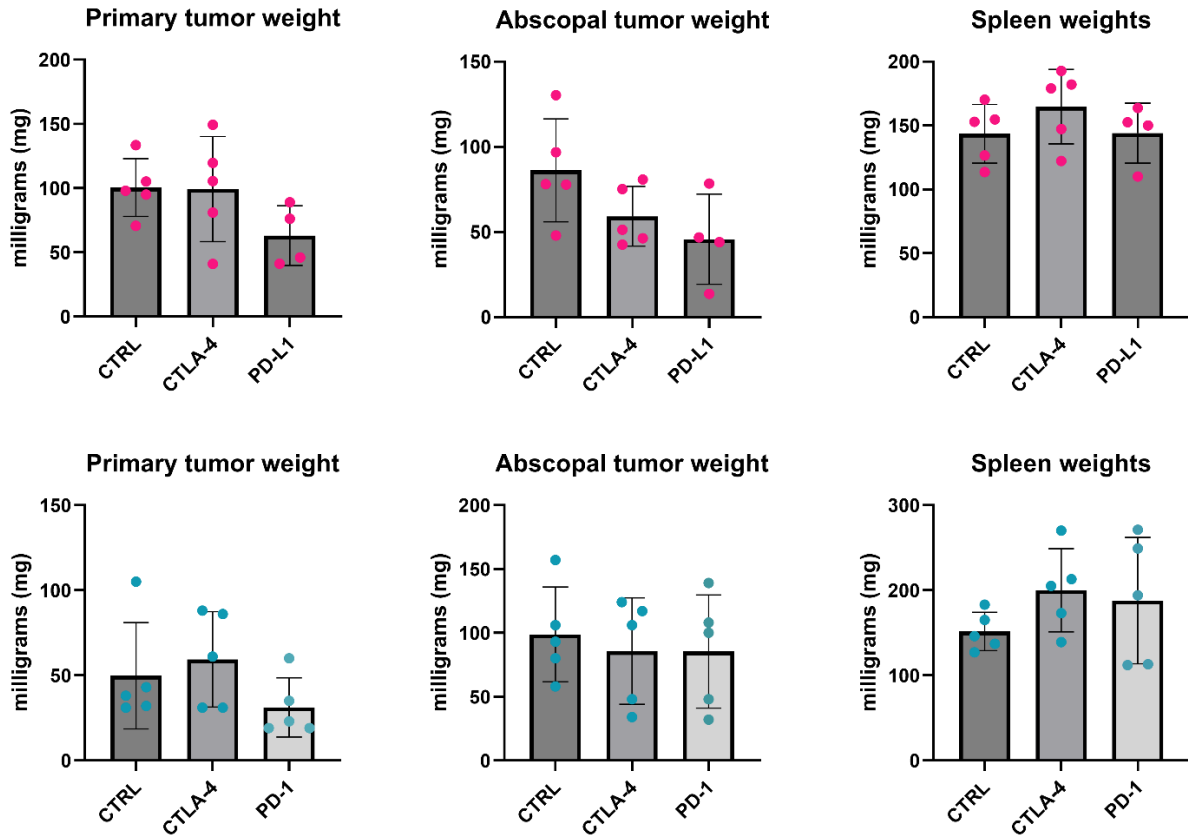 Primary tumor weight
milligrams (mg)
200
150
100
50
0
CTRL
CTLA-4
PD-L1
Abscopal tumor weight
milligrams (mg)
150
100
50
0
CTRL
CTLA-4
PD-L1
Spleen weights
milligrams (mg)
200
150
100
50
0
CTRL
CTLA-4
PD-L1
Primary tumor weight
milligrams (mg)
150
100
50
0
CTRL
CTLA-4
PD-1
Abscopal tumor weight
milligrams (mg)
200
150
100
50
0
CTRL
CTLA-4
PD-1
Spleen weights
milligrams (mg)
300
200
100
0
CTRL
CTLA-4
PD-1